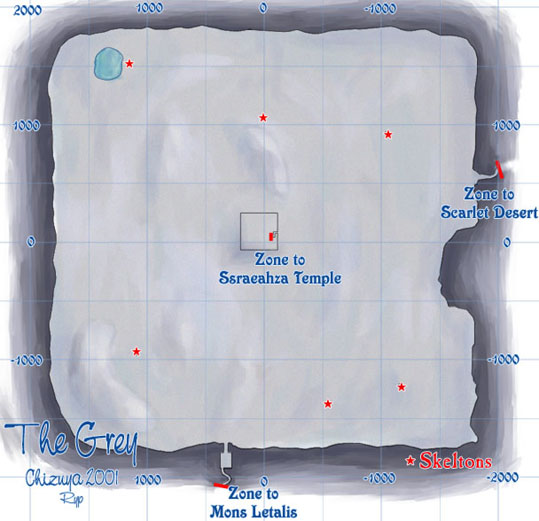 2000 1000 0 -1000
1000 -1000
Zone to
Scarlet Desert
0 0
Zone to
Ssraeahza Temple
-1000 -1000
The Grey
Skeltons
Chizuya 2001
1000 0 -1000 -2000
Zone to
Mons Letalis